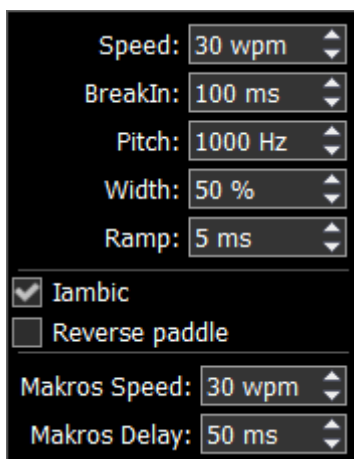 Speed: 30 wpm
BreakIn: 100 ms
Pitch: 1000 Hz
Width: 50 %
Ramp: 5 ms
Iambic
Reverse paddle
Makros Speed: 30 wpm
Makros Delay: 50 ms